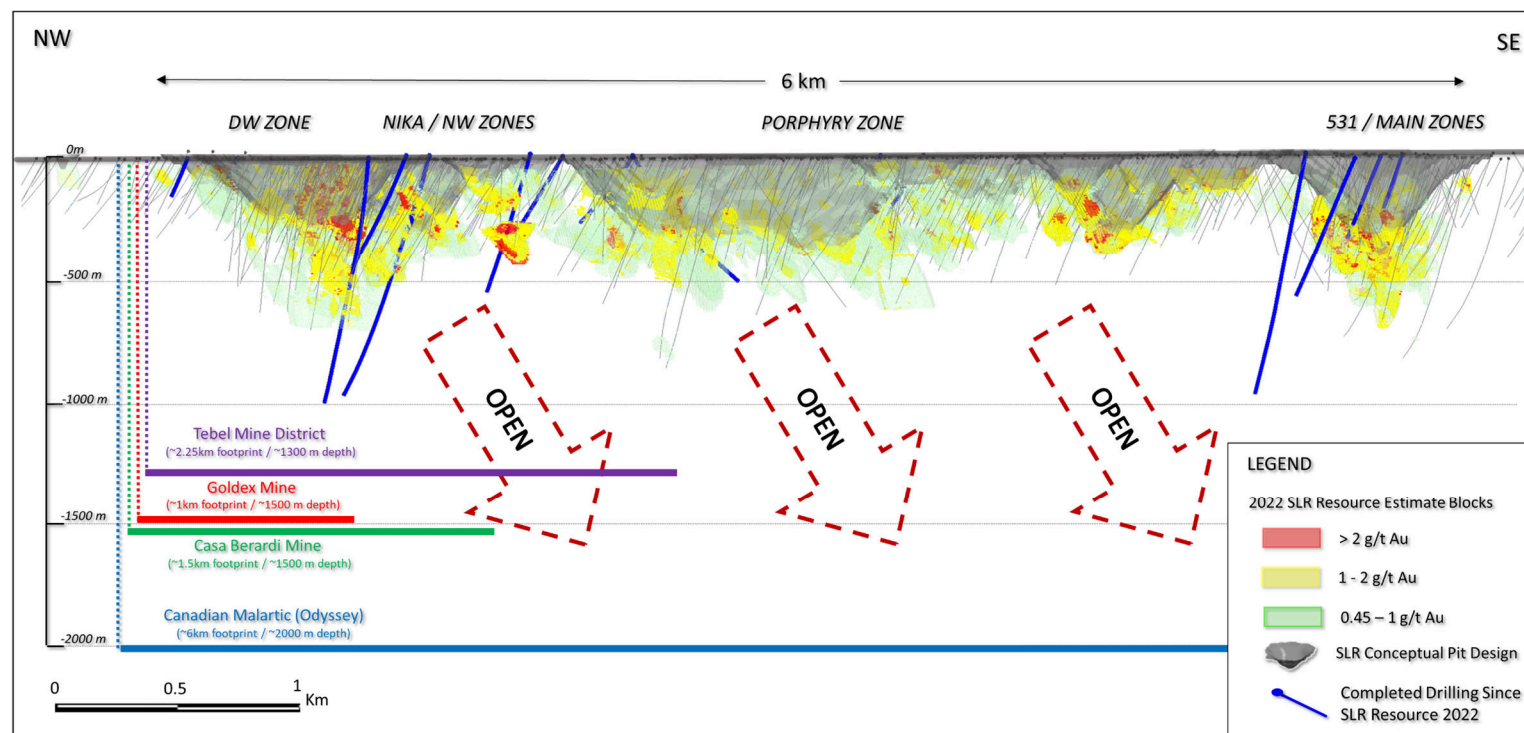 NW
SE
6 km
DW ZONE
NIKA / NW ZONES
PORPHYRY ZONE
531 / MAIN ZONES
0m
-500 m
-1000 m
-1500 m
-2000 m
OPEN
OPEN
OPEN
Tebel Mine District
(~2.25km footprint / ~1300 m depth)
Goldex Mine
(~1km footprint / ~1500 m depth)
Casa Berardi Mine
(~1.5km footprint / ~1500 m depth)
Canadian Malartic (Odyssey)
(~6km footprint / ~2000 m depth)
0 0.5 1
Km
LEGEND
2022 SLR Resource Estimate Blocks
> 2 g/t Au
1 - 2 g/t Au
0.45 – 1 g/t Au
SLR Conceptual Pit Design
Completed Drilling Since
SLR Resource 2022